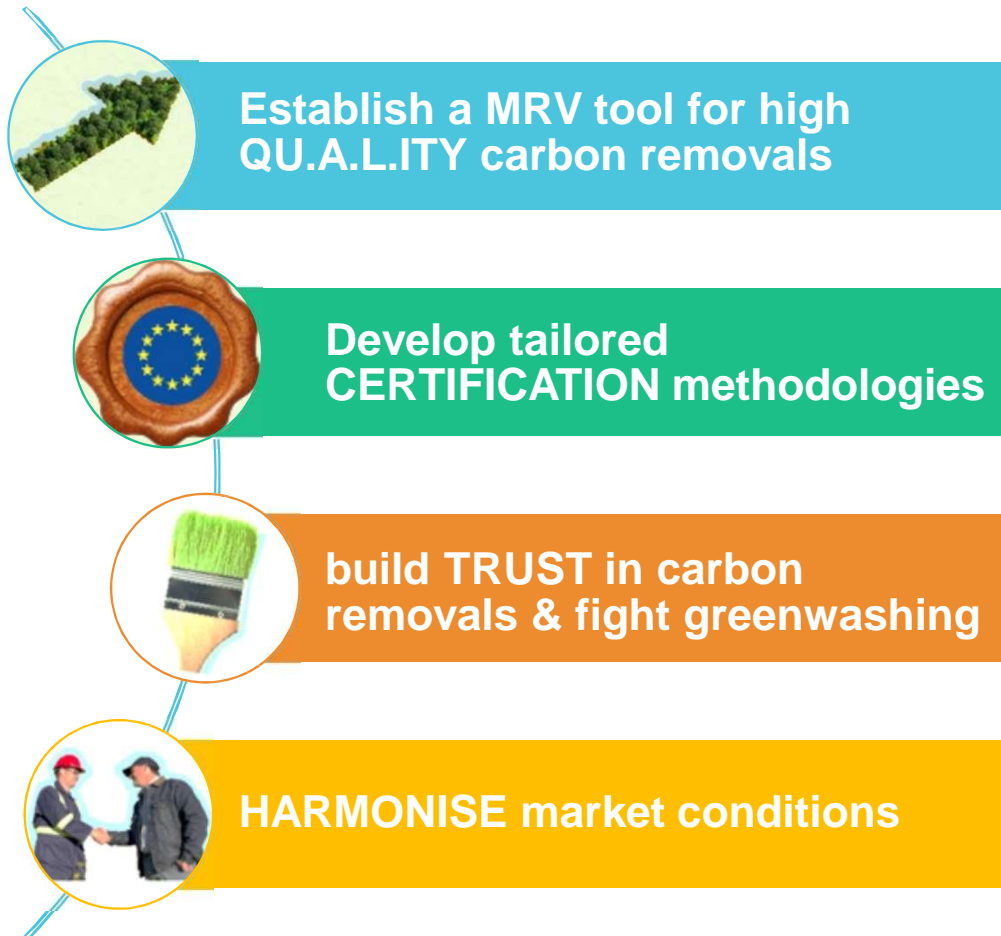 Establish a MRV tool for high
QU.A.L.ITY carbon removals
Develop tailored
CERTIFICATION methodologies
build TRUST in carbon
removals & fight greenwashing
HARMONISE market conditions